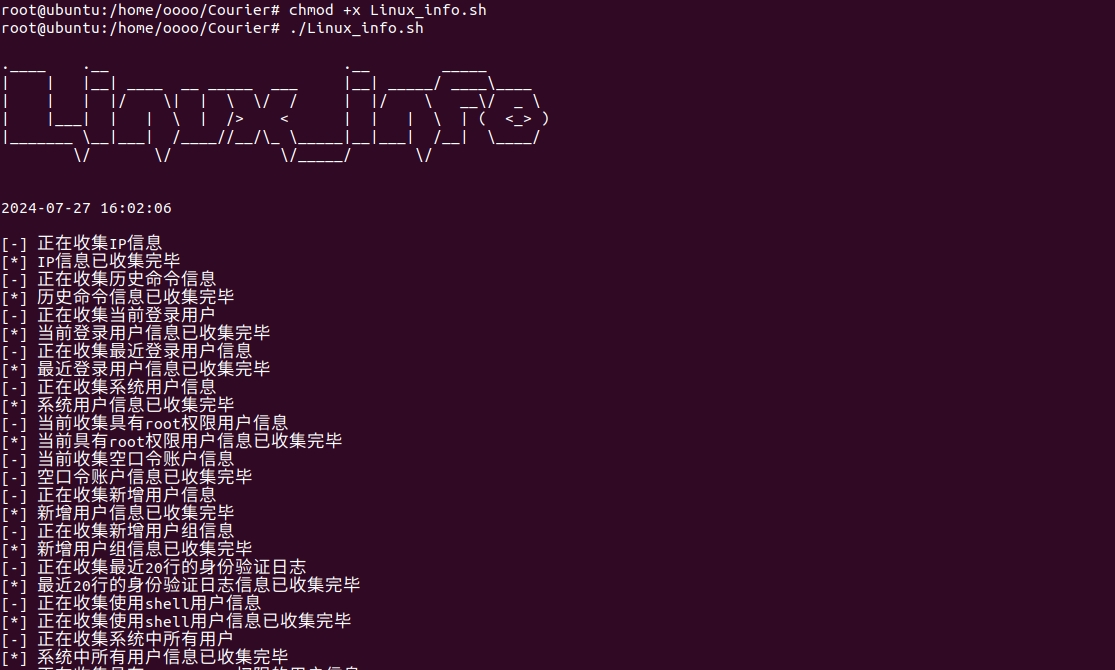 root@ubuntu:/home/oooo/Courier# chmod +x Linux_info.sh
root@ubuntu:/home/oooo/Courier# ./Linux_info.sh
Linux_info
2024-07-27 16:02:06
[-] 正在收集IP信息
[*] IP信息已收集完毕
[-] 正在收集历史命令信息
[*] 历史命令信息已收集完毕
[-] 正在收集当前登录用户
[*] 当前登录用户信息已收集完毕
[-] 正在收集最近登录用户信息
[*] 最近登录用户信息已收集完毕
[-] 正在收集系统用户信息
[*] 系统用户信息已收集完毕
[-] 当前收集具有root权限用户信息
[*] 当前具有root权限用户信息已收集完毕
[-] 当前收集空口令账户信息
[-] 空口令账户信息已收集完毕
[-] 正在收集新增用户信息
[*] 新增用户信息已收集完毕
[-] 正在收集新增用户组信息
[*] 新增用户组信息已收集完毕
[-] 正在收集最近20行的身份验证日志
[*] 最近20行的身份验证日志信息已收集完毕
[-] 正在收集使用shell用户信息
[*] 正在收集使用shell用户信息已收集完毕
[-] 正在收集系统中所有用户
[*] 系统中所有用户信息已收集完毕